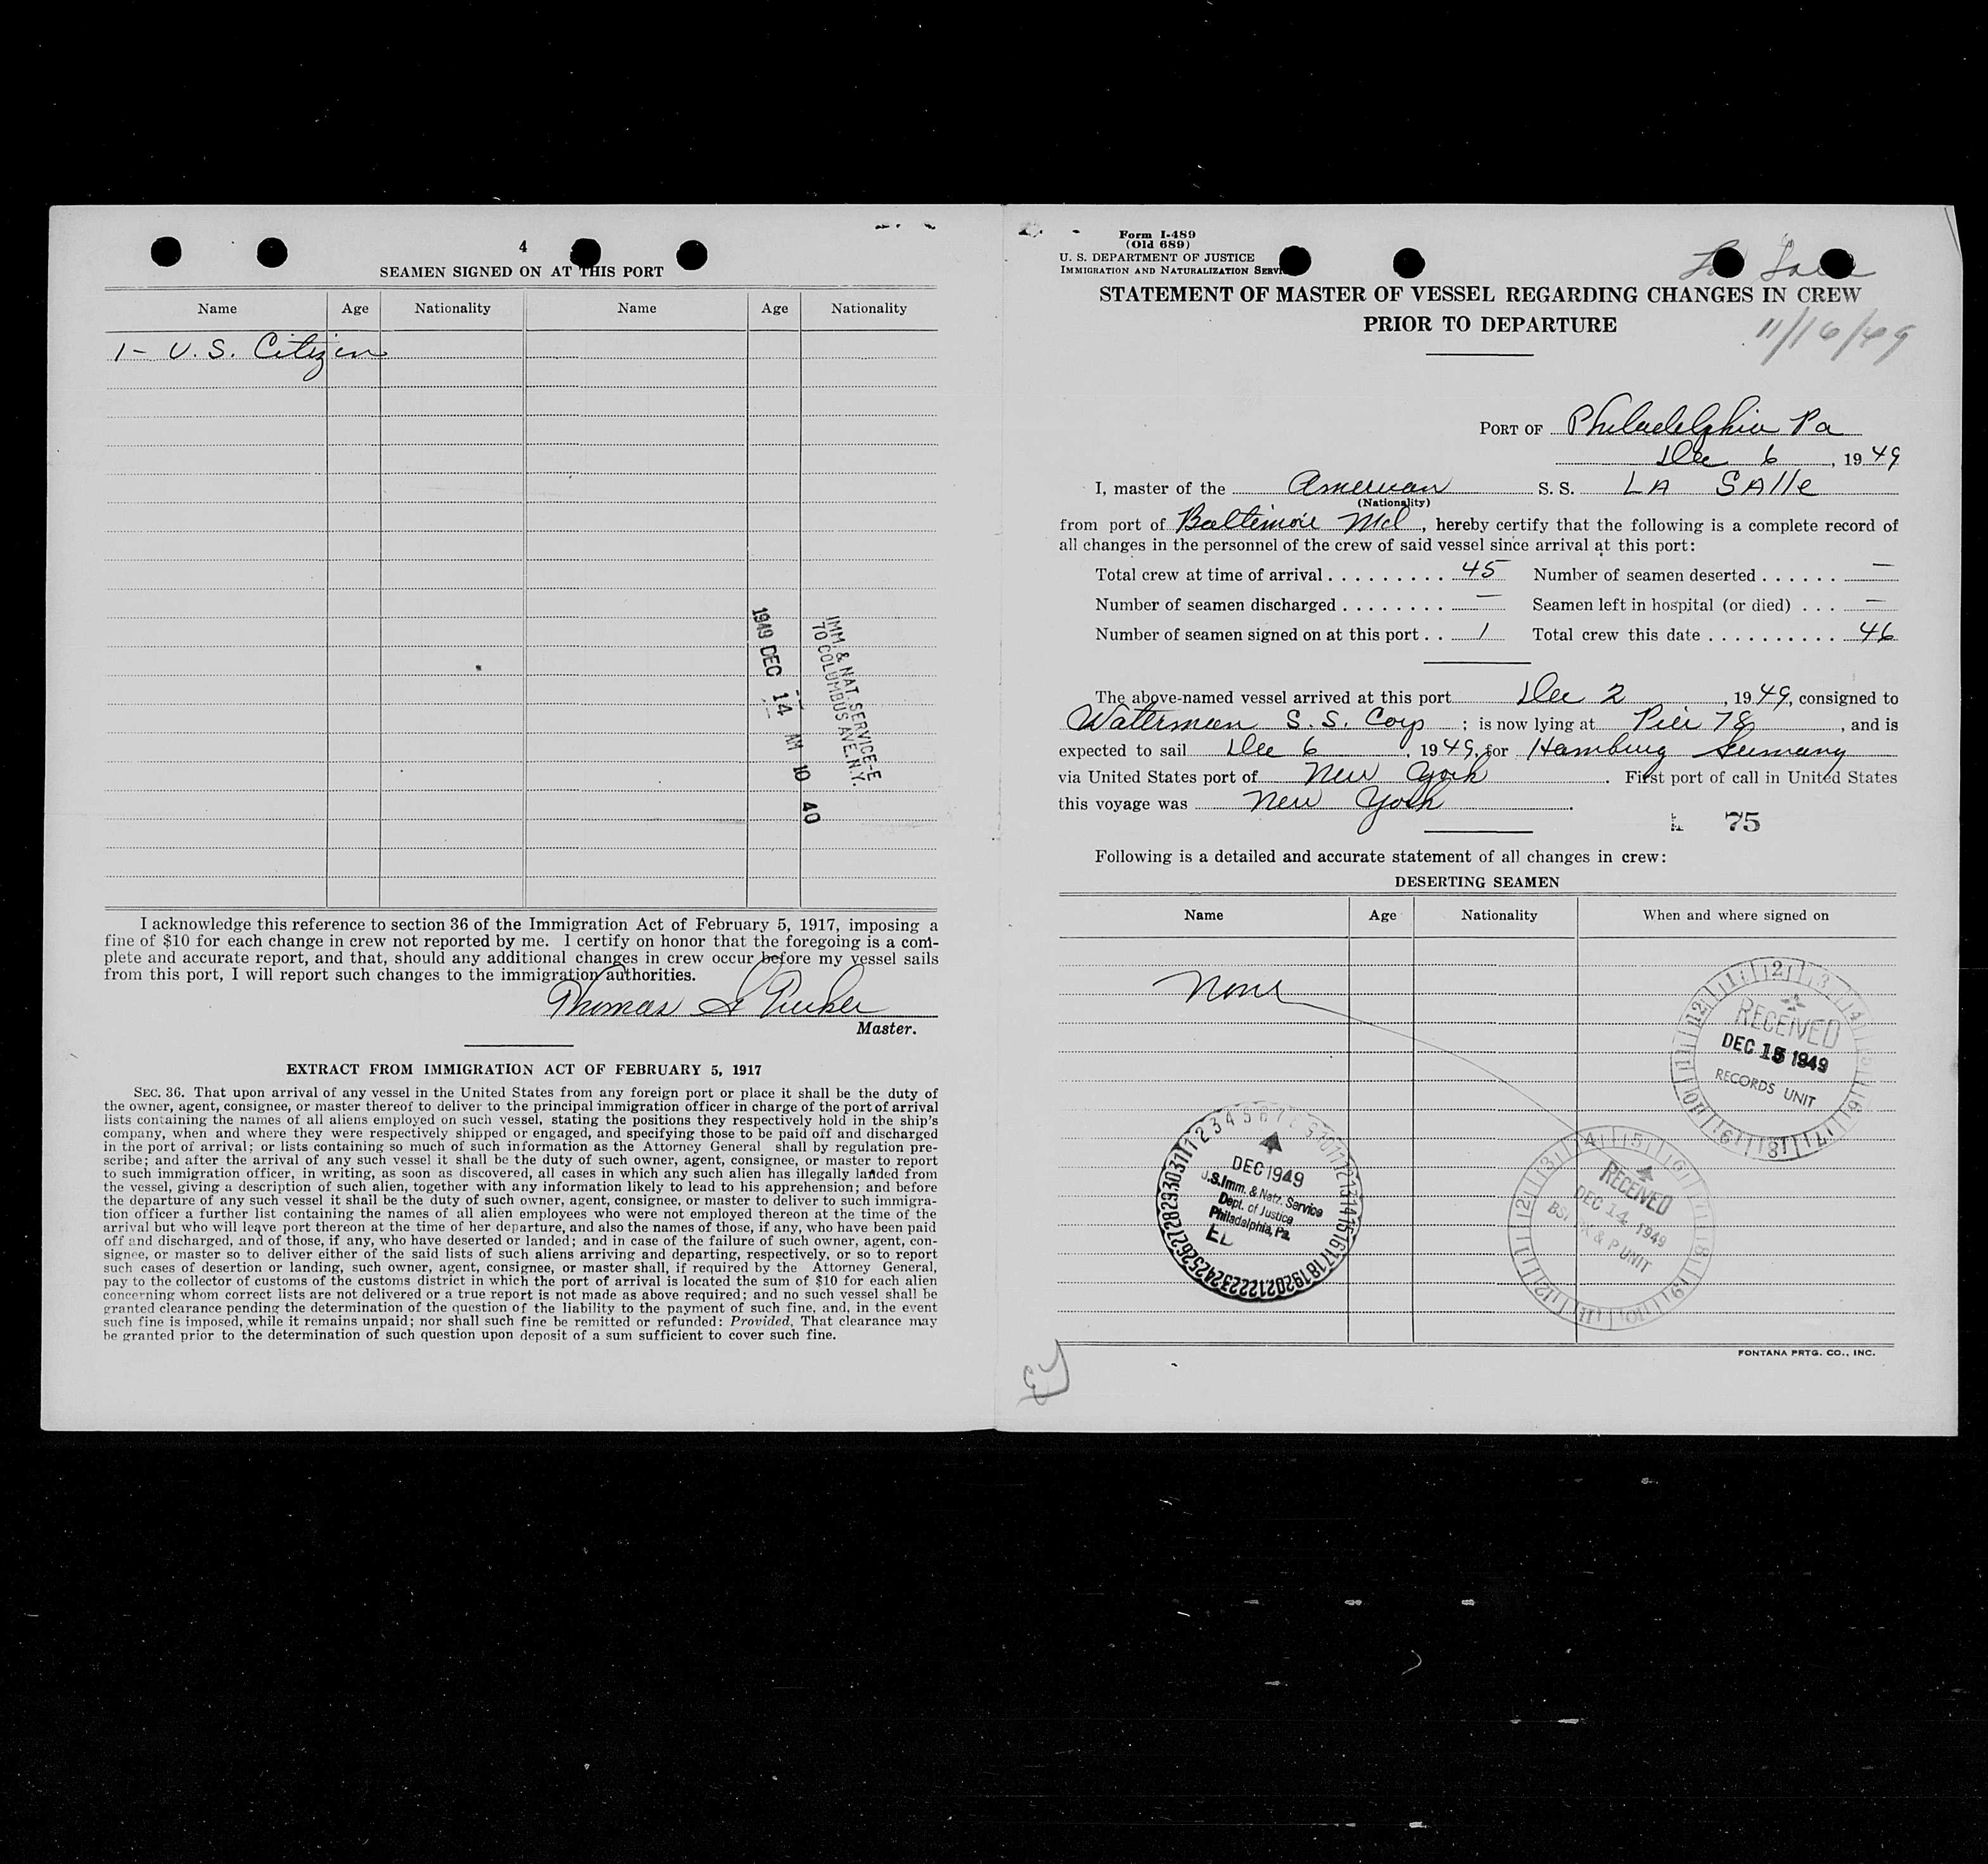 4
SEAMEN SIGNED ON AT THIS PORT
Name Age Nationality Name Age Nationality
1- U.S. Citizen
1949 DEC 14 AM 10 40
IMM & NAT. SERVICE-E
70 COLUMBUS AVE. N.Y.
I acknowledge this reference to section 36 of the Immigration Act of February 5, 1917, imposing a
fine of $10 for each change in crew not reported by me. I certify on honor that the foregoing is a com-
plete and accurate report, and that, should any additional changes in crew occur before my vessel sails
from this port, I will report such changes to the immigration authorities.
Thomas
Master.
EXTRACT FROM IMMIGRATION ACT OF FEBRUARY 5, 1917
SEC. 36. That upon arrival of any vessel in the United States from any foreign port or place it shall be the duty of
the owner, agent, consignee, or master thereof to deliver to the principal immigration officer in charge of the port of arrival
lists containing the names of all aliens employed on such vessel, stating the positions they respectively hold in the ship's
company, when and where they were respectively shipped or engaged, and specifying those to be paid off and discharged
in the port of arrival; or lists containing so much of such information as the Attorney General shall by regulation pre-
scribe; and after the arrival of any such vessel it shall be the duty of such owner, agent, consignee, or master to report
to such immigration officer, in writing, as soon as discovered, all cases in which any such alien has illegally landed from
the vessel, giving a description of such alien, together with any information likely to lead to his apprehension; and before
the departure of any such vessel it shall be the duty of such owner, agent, consignee, or master to deliver to such immigra-
tion officer a further list containing the names of all alien employees who were not employed thereon at the time of the
arrival but who will leave port thereon at the time of her departure, and also the names of those, if any, who have been paid
off and discharged, and of those, if any, who have deserted or landed; and in case of the failure of such owner, agent, con-
signee, or master so to deliver either of the said lists of such aliens arriving and departing, respectively, or so to report
such cases of desertion or landing, such owner, agent, consignee, or master shall, if required by the Attorney General,
pay to the collector of customs of the customs district in which the port of arrival is located the sum of $10 for each alien
concerning whom correct lists are not delivered or a true report is not made as above required; and no such vessel shall be
granted clearance pending the determination of the question of the liability to the payment of such fine, and, in the event
such fine is imposed, while it remains unpaid; nor shall such fine be remitted or refunded: Provided, That clearance may
be granted prior to the determination of such question upon deposit of a sum sufficient to cover such fine.
Form I-489
(Old 689)
U. S. DEPARTMENT OF JUSTICE
IMMIGRATION AND NATURALIZATION SERVI
La Salle
STATEMENT OF MASTER OF VESSEL REGARDING CHANGES IN CREW
PRIOR TO DEPARTURE
11/16/49
PORT OF Philadelphia Pa
Dec 6, 1949
I, master of the American S. S. LA SAlle
(Nationality)
from port of Baltimore Md, hereby certify that the following is a complete record of
all changes in the personnel of the crew of said vessel since arrival at this port:
Total crew at time of arrival 45 Number of seamen deserted —
Number of seamen discharged — Seamen left in hospital (or died) —
Number of seamen signed on at this port 1 Total crew this date 46
The above-named vessel arrived at this port Dec 2, 1949, consigned to
Waterman S.S. Corp; is now lying at Pier 78, and is
expected to sail Dec 6, 1949, for Hamburg Germany
via United States port of New York. First port of call in United States
this voyage was New York.
75
Following is a detailed and accurate statement of all changes in crew:
DESERTING SEAMEN
Name Age Nationality When and where signed on
None
RECEIVED
DEC 15 1949
RECORDS UNIT
DEC 1949
U.S. Imm. & Natz. Service
Dept. of Justice
Philadelphia, Pa.
RECEIVED
DEC 14 1949
& P UNIT
FONTANA PRTG. CO., INC.